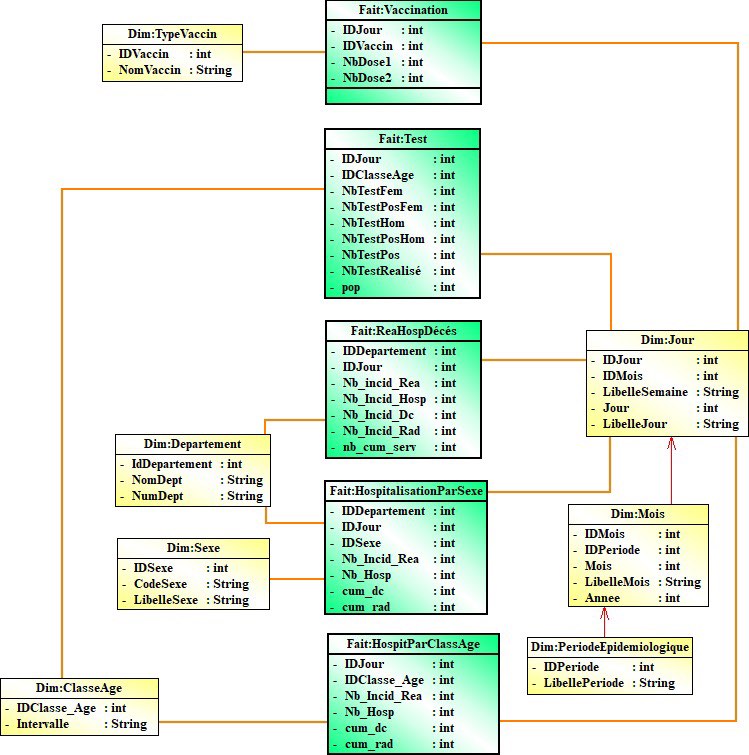 Fait:Vaccination
- IDJour : int
- IDVaccin : int
- NbDose1 : int
- NbDose2 : int
Dim:TypeVaccin
- IDVaccin : int
- NomVaccin : String
Fait:Test
- IDJour : int
- IDClasseAge : int
- NbTestFem : int
- NbTestPosFem : int
- NbTestHom : int
- NbTestPosHom : int
- NbTestPos : int
- NbTestRealisé : int
- pop : int
Fait:ReaHospDécés
- IDDepartement : int
- IDJour : int
- Nb_incid_Rea : int
- Nb_Incid_Hosp : int
- Nb_Incid_Dc : int
- Nb_Incid_Rad : int
- nb_cum_serv : int
Dim:Jour
- IDJour : int
- IDMois : int
- LibelleSemaine : String
- Jour : int
- LibelleJour : String
Dim:Departement
- IdDepartement : int
- NomDept : String
- NumDept : String
Fait:HospitalisationParSexe
- IDDepartement : int
- IDJour : int
- IDSexe : int
- Nb_Incid_Rea : int
- Nb_Hosp : int
- cum_dc : int
- cum_rad : int
Dim:Mois
- IDMois : int
- IDPeriode : int
- Mois : int
- LibelleMois : String
- Annee : int
Dim:Sexe
- IDSexe : int
- CodeSexe : String
- LibelleSexe : String
Fait:HospitParClassAge
- IDJour : int
- IDClasse_Age : int
- Nb_Incid_Rea : int
- Nb_Hosp : int
- cum_dc : int
- cum_rad : int
Dim:PeriodeEpidemiologique
- IDPeriode : int
- LibellePeriode : String
Dim:ClasseAge
- IDClasse_Age : int
- Intervalle : String